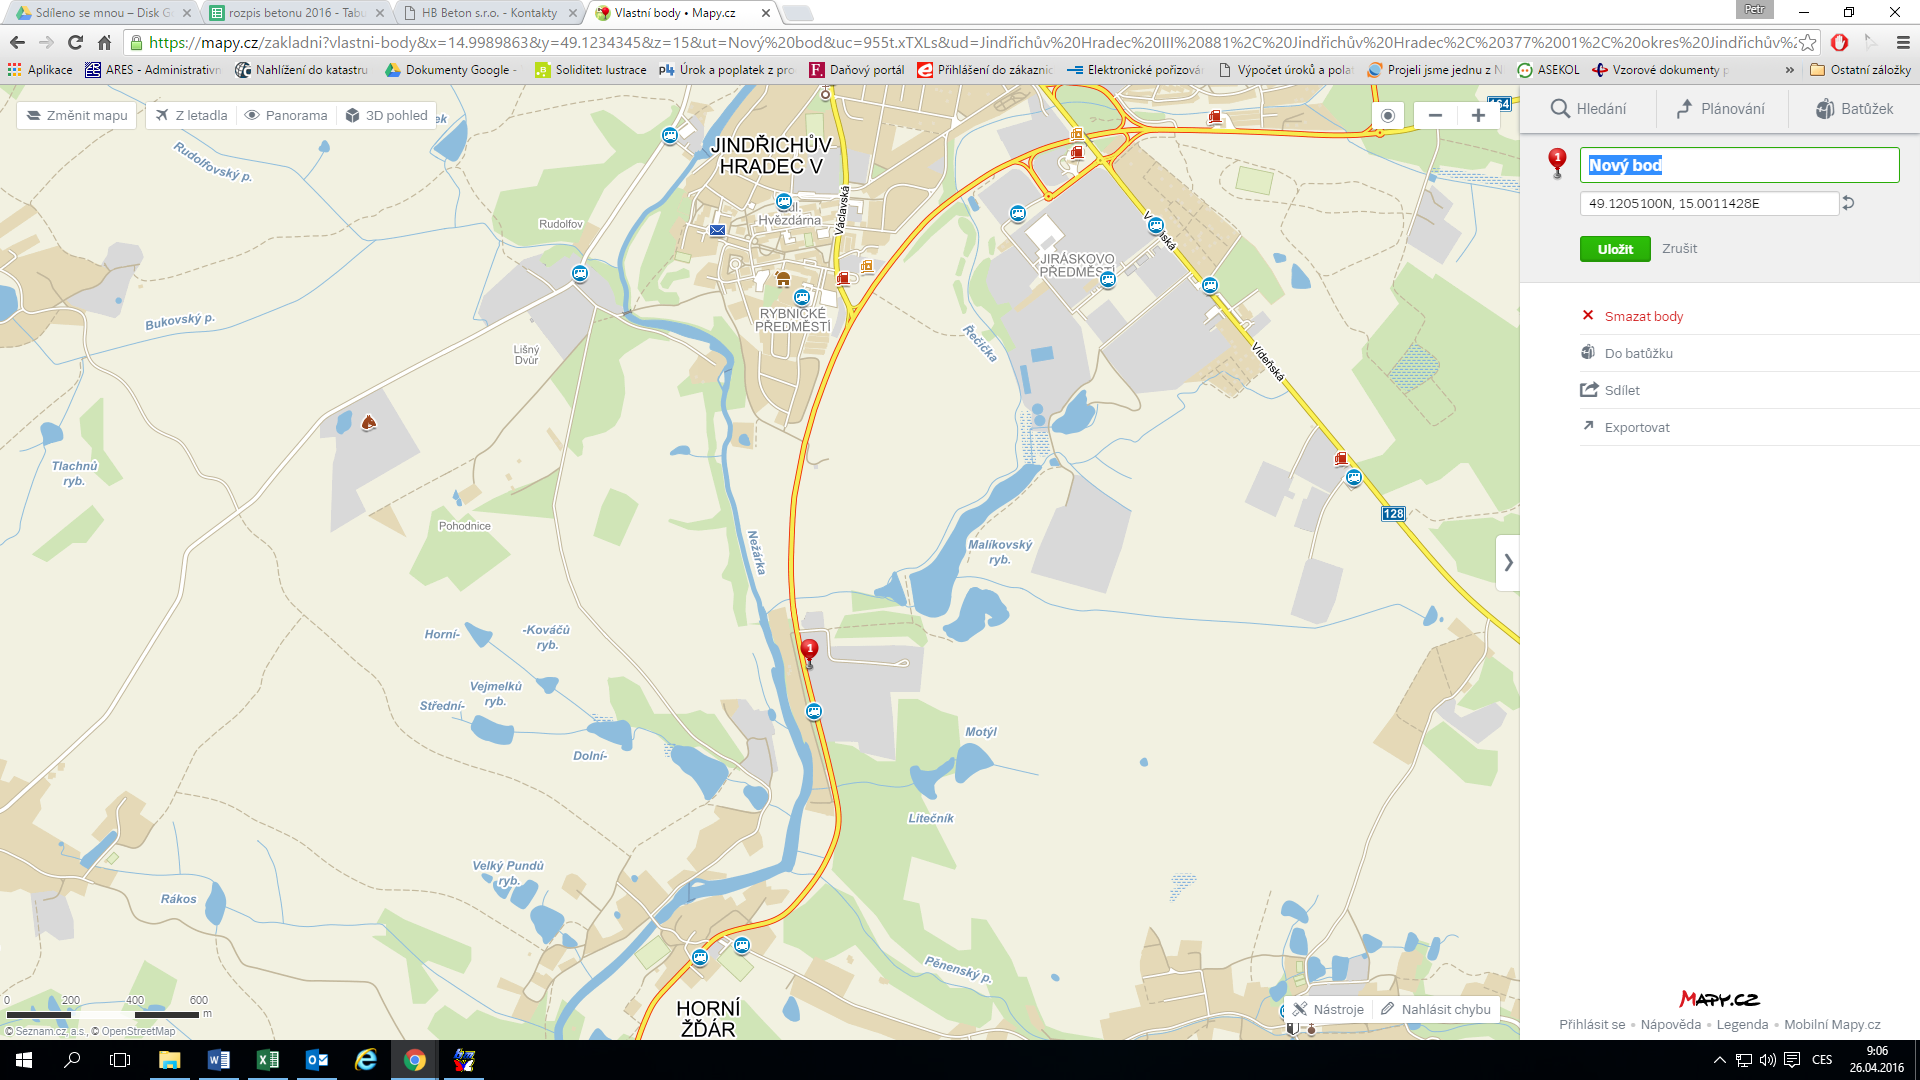 Sdíleno se mnou – Disk G
rozpis betonu 2016 - Tabu
HB Beton s.r.o. - Kontakty
Vlastní body • Mapy.cz
Petr
https://mapy.cz/zakladni?vlastni-body&x=14.9989863&y=49.1234345&z=15&ut=Nový%20bod&uc=955t.xTXLs&ud=Jindřichův%20Hradec%20III%20881%2C%20Jindřichův%20Hradec%2C%20377%2001%2C%20okres%20Jindřichův%2
Aplikace
ARES - Administrativn
Nahlížení do katastru
Dokumenty Google -
Soliditet: lustrace
Úrok a poplatek z pro
Daňový portál
Přihlášení do zákaznic
Elektronické pořizová
Výpočet úroků a popla
Projeli jsme jednu z N
ASEKOL
Vzorové dokumenty p
»
Ostatní záložky
Změnit mapu
Z letadla
Panorama
3D pohled
Hledání
Plánování
Batůžek
1
Nový bod
49.1205100N, 15.0011428E
Uložit
Zrušit
Smazat body
Do batůžku
Sdílet
Exportovat
Rudolfovský p.
JINDŘICHŮV
HRADEC V
Rudolfov
Hvězdárna
Václavská
JIRÁSKOVO
PŘEDMĚSTÍ
Bukovský p.
RYBNICKÉ
PŘEDMĚSTÍ
Lišný
Dvůr
Řečička
Vídeňská
Tlachnů
ryb.
Pohodnice
128
Nežárka
Malíkovský
ryb.
Horní-
-Kováčů
ryb.
1
Vejmelků
ryb.
Střední-
Dolní-
Motýl
Litečník
Velký Pundů
ryb.
Rákos
Pěnenský p.
HORNÍ
ŽĎÁR
0 200 400 600
m
© Seznam.cz, a.s., © OpenStreetMap
Nástroje
Nahlásit chybu
Mapy.cz
Přihlásit se • Nápověda • Legenda • Mobilní Mapy.cz
CES
9:06
26.04.2016